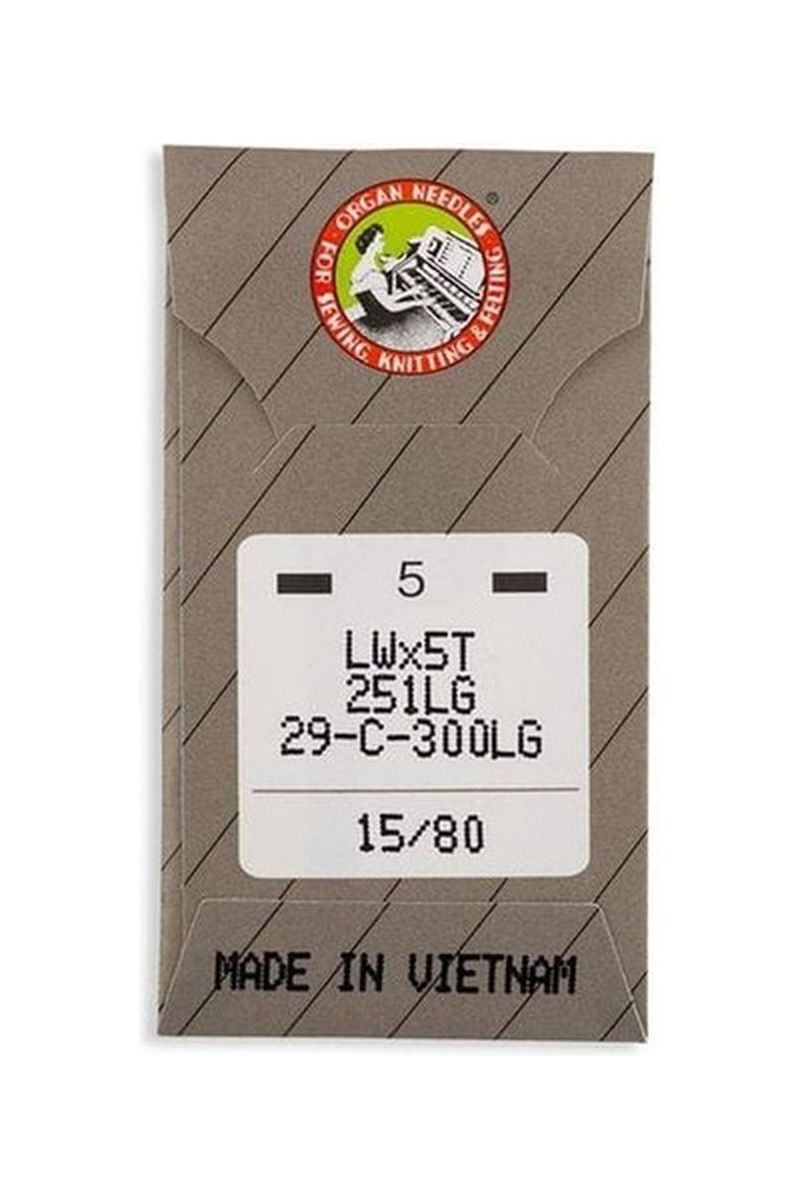 ORGAN NEEDLES ®
· FOR SEWING, KNITTING & FELTING ·
5
LWx5T
251LG
29-C-300LG
15/80
MADE IN VIETNAM